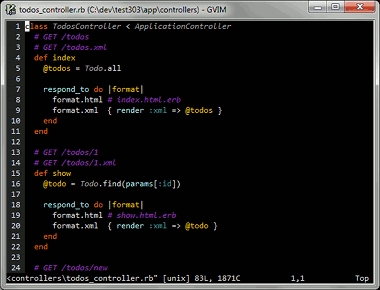 todos_controller.rb (C:\dev\test303\app\controllers) - GVIM
1 class TodosController < ApplicationController
2 # GET /todos
3 # GET /todos.xml
4 def index
5 @todos = Todo.all
6
7 respond_to do |format|
8 format.html # index.html.erb
9 format.xml { render :xml => @todos }
10 end
11 end
12
13 # GET /todos/1
14 # GET /todos/1.xml
15 def show
16 @todo = Todo.find(params[:id])
17
18 respond_to do |format|
19 format.html # show.html.erb
20 format.xml { render :xml => @todo }
21 end
22 end
23
24 # GET /todos/new
<controllers\todos_controller.rb" [unix] 83L, 1871C 1,1 Top